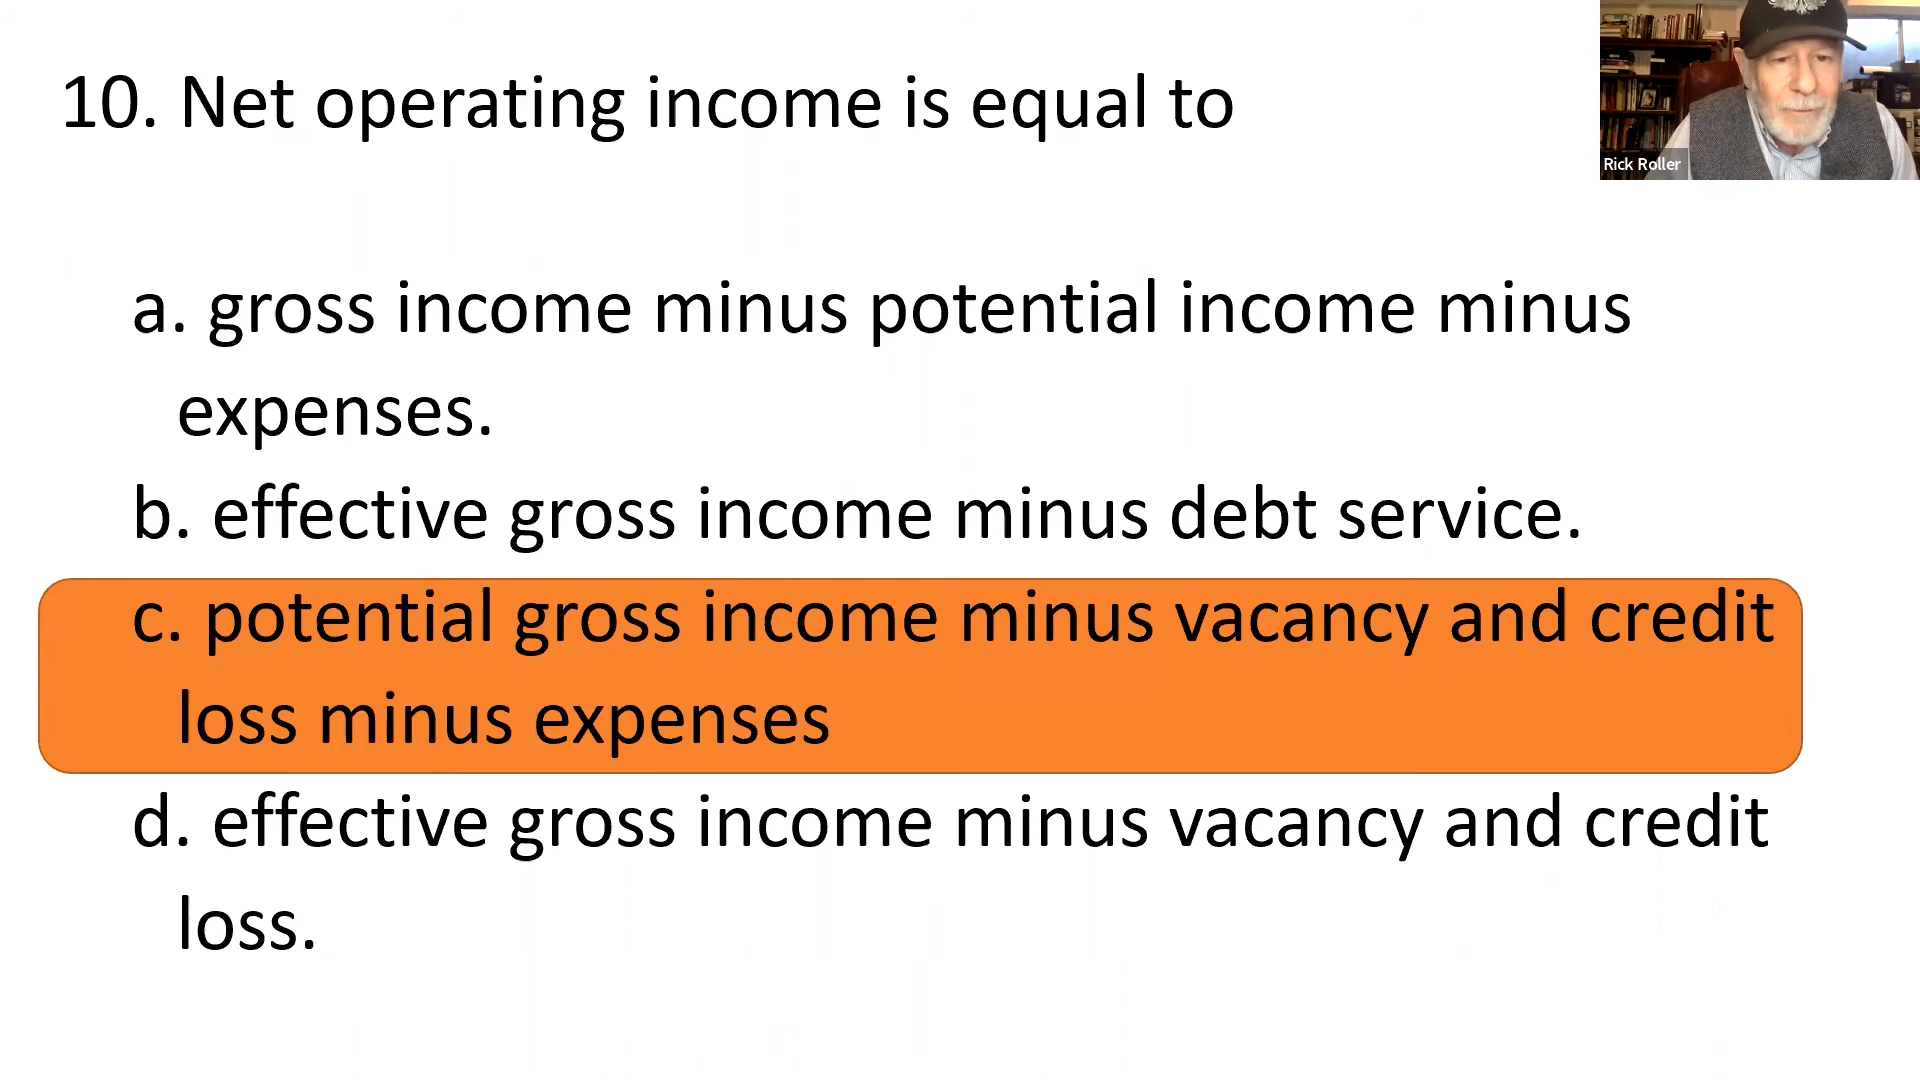 10. Net operating income is equal to
Rick Roller
a. gross income minus potential income minus
expenses.
b. effective gross income minus debt service.
c. potential gross income minus vacancy and credit
loss minus expenses
d. effective gross income minus vacancy and credit
loss.